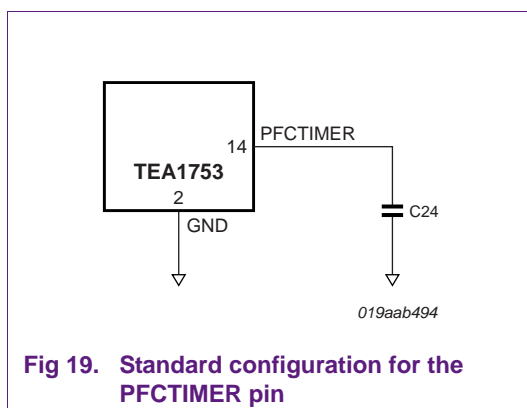 14
PFCTIMER
TEA1753
2
GND
C24
019aab494
Fig 19. Standard configuration for the
PFCTIMER pin